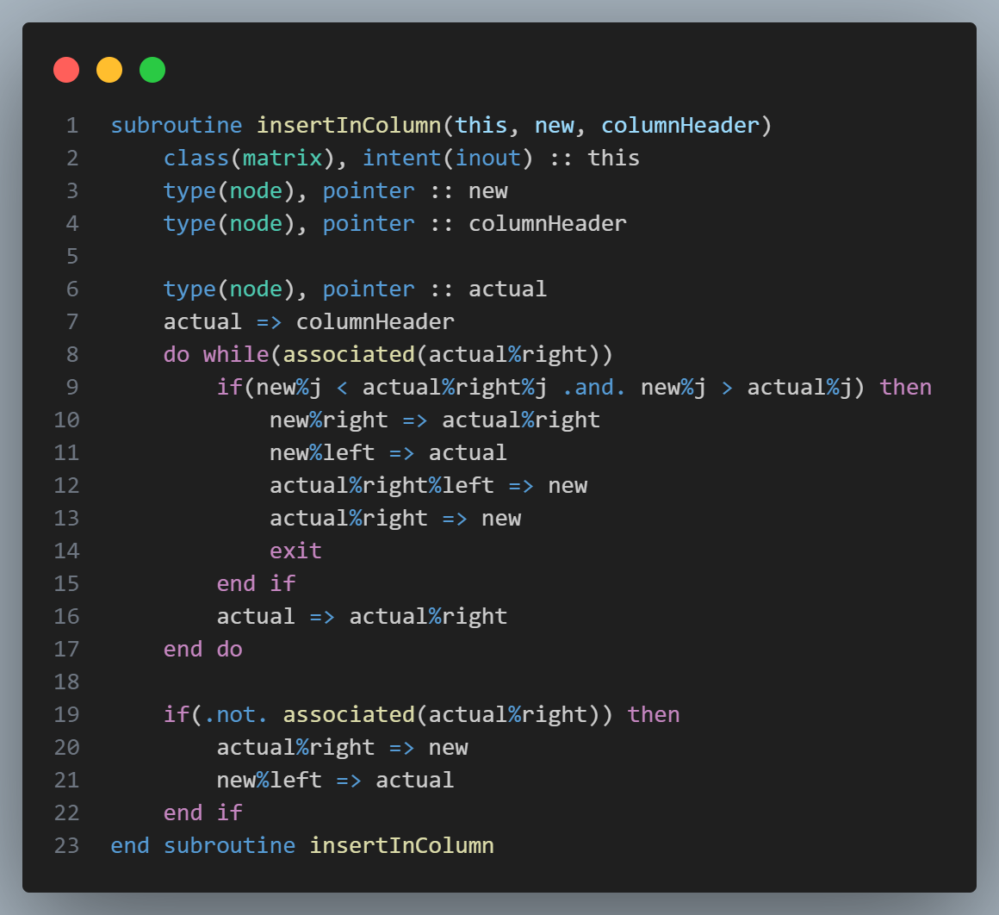 1 subroutine insertInColumn(this, new, columnHeader)
2     class(matrix), intent(inout) :: this
3     type(node), pointer :: new
4     type(node), pointer :: columnHeader
5
6     type(node), pointer :: actual
7     actual => columnHeader
8     do while(associated(actual%right))
9         if(new%j < actual%right%j .and. new%j > actual%j) then
10             new%right => actual%right
11             new%left => actual
12             actual%right%left => new
13             actual%right => new
14             exit
15         end if
16         actual => actual%right
17     end do
18
19     if(.not. associated(actual%right)) then
20         actual%right => new
21         new%left => actual
22     end if
23 end subroutine insertInColumn